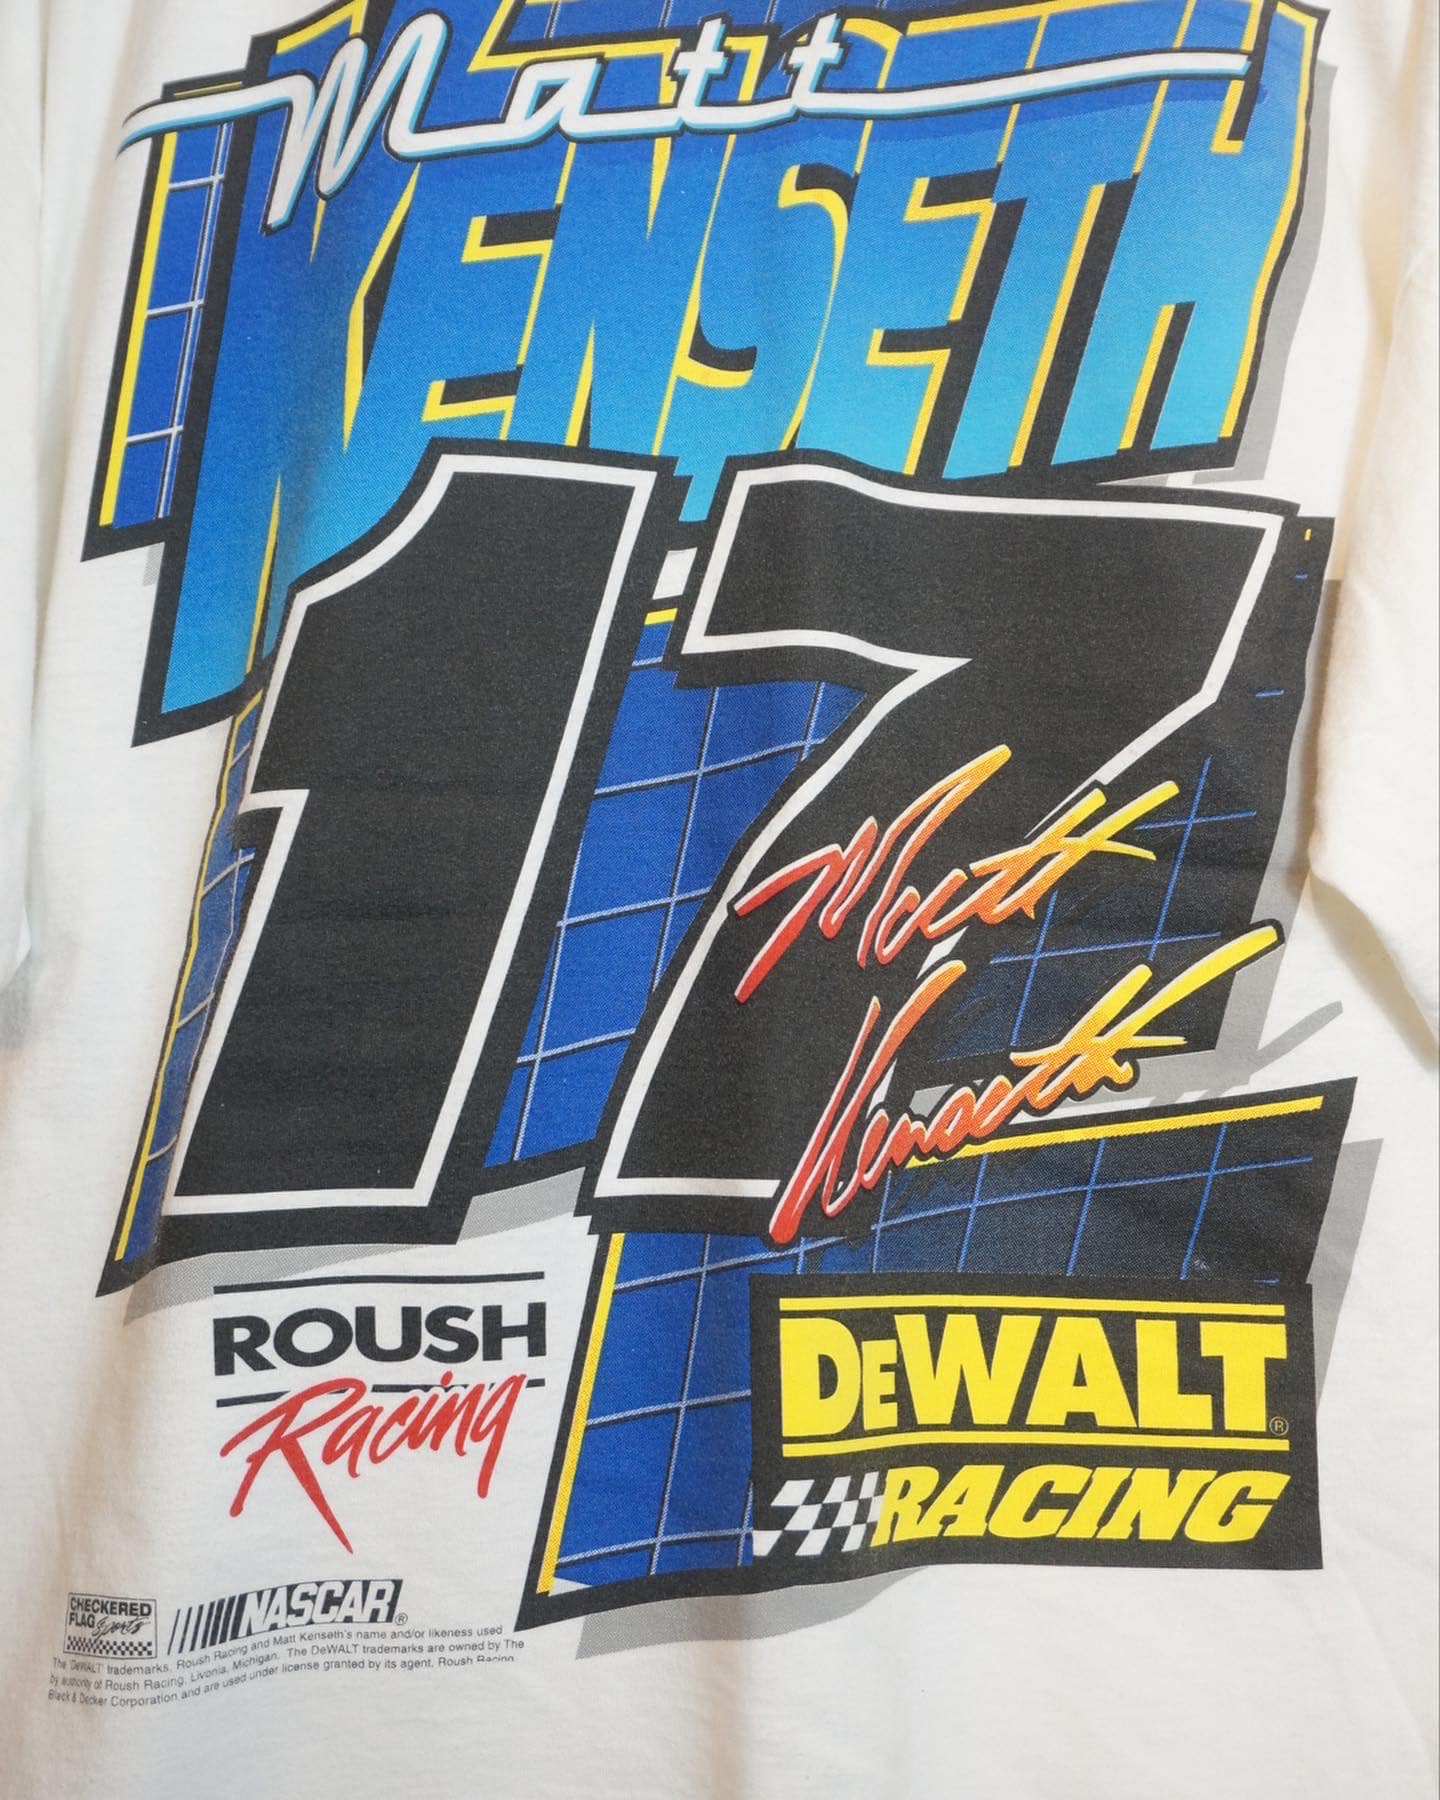 Matt
KENSETH
17
Matt
Kenseth
ROUSH
Racing
DEWALT®
RACING
CHECKERED
FLAG Sports
NASCAR®
The DeWALT trademarks, Roush Racing and Matt Kenseth's name and/or likeness used
by authority of Roush Racing, Livonia, Michigan. The DeWALT trademarks are owned by The
Black & Decker Corporation and are used under license granted by its agent, Roush Racing